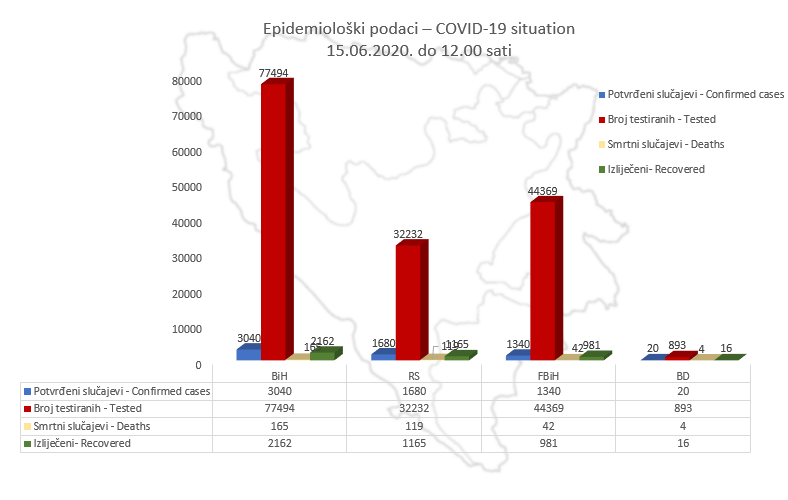 Epidemiološki podaci – COVID-19 situation
15.06.2020. do 12.00 sati
80000
70000
60000
50000
40000
30000
20000
10000
0
3040
77494
165
2162
1680
32232
119
1165
1340
44369
42
981
20
893
4
16
Potvrđeni slučajevi - Confirmed cases
Broj testiranih - Tested
Smrtni slučajevi - Deaths
Izliječeni- Recovered
BiH RS FBiH BD
Potvrđeni slučajevi - Confirmed cases 3040 1680 1340 20
Broj testiranih - Tested 77494 32232 44369 893
Smrtni slučajevi - Deaths 165 119 42 4
Izliječeni- Recovered 2162 1165 981 16